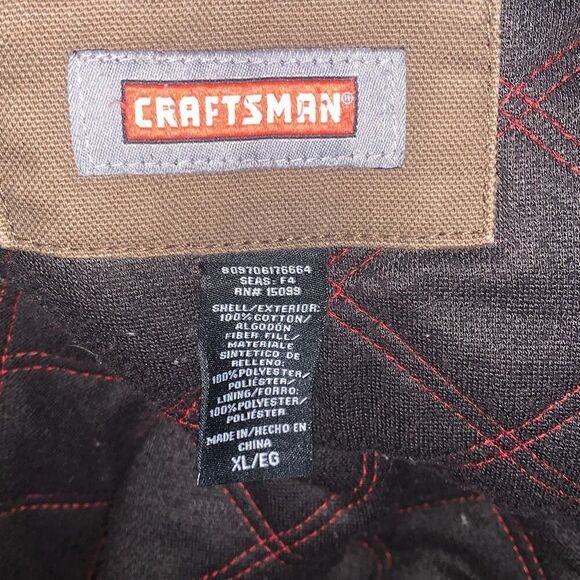 CRAFTSMAN®
809706176664
SEAS: F4
RN# 15099
SHELL/EXTERIOR:
100% COTTON/
ALGODÓN
FIBER FILL/
MATERIALE
SINTETICO DE
RELLENO:
100% POLYESTER/
POLIÉSTER/
LINING/FORRO:
100% POLYESTER/
POLIÉSTER
MADE IN/HECHO EN
CHINA
XL/EG